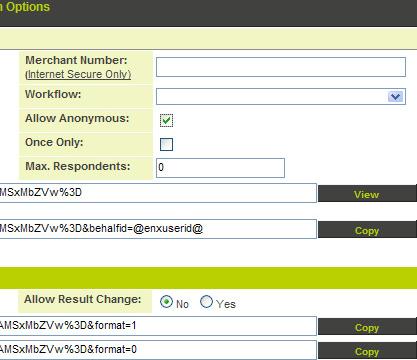 n Options
Merchant Number:
(Internet Secure Only)
Workflow:
Allow Anonymous:
Once Only:
Max. Respondents: 0
MSxMbZVw%3D View
MSxMbZVw%3D&behalfid=@enxuserid@ Copy
Allow Result Change: No Yes
AMSxMbZVw%3D&format=1 Copy
AMSxMbZVw%3D&format=0 Copy